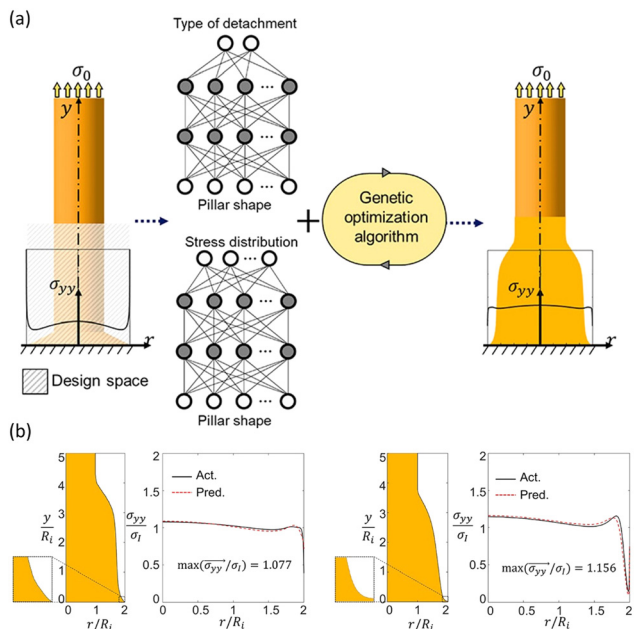 (a)
Type of detachment
σ₀
y
σyy
r
Design space
...
...
...
Pillar shape
Stress distribution
...
...
...
...
Pillar shape
+
Genetic
optimization
algorithm
σ₀
y
σyy
r
(b)
5
4
y/Rᵢ 3
2
1
0
0 1 2
r/Rᵢ
2
1.5
σyy/σI
1
0.5
0
Act.
Pred.
max(σyy/σI) = 1.077
0 0.5 1 1.5 2
r/Rᵢ
5
4
y/Rᵢ 3
2
1
0
0 1 2
r/Rᵢ
2
1.5
σyy/σI
1
0.5
0
Act.
Pred.
max(σyy/σI) = 1.156
0 0.5 1 1.5 2
r/Rᵢ